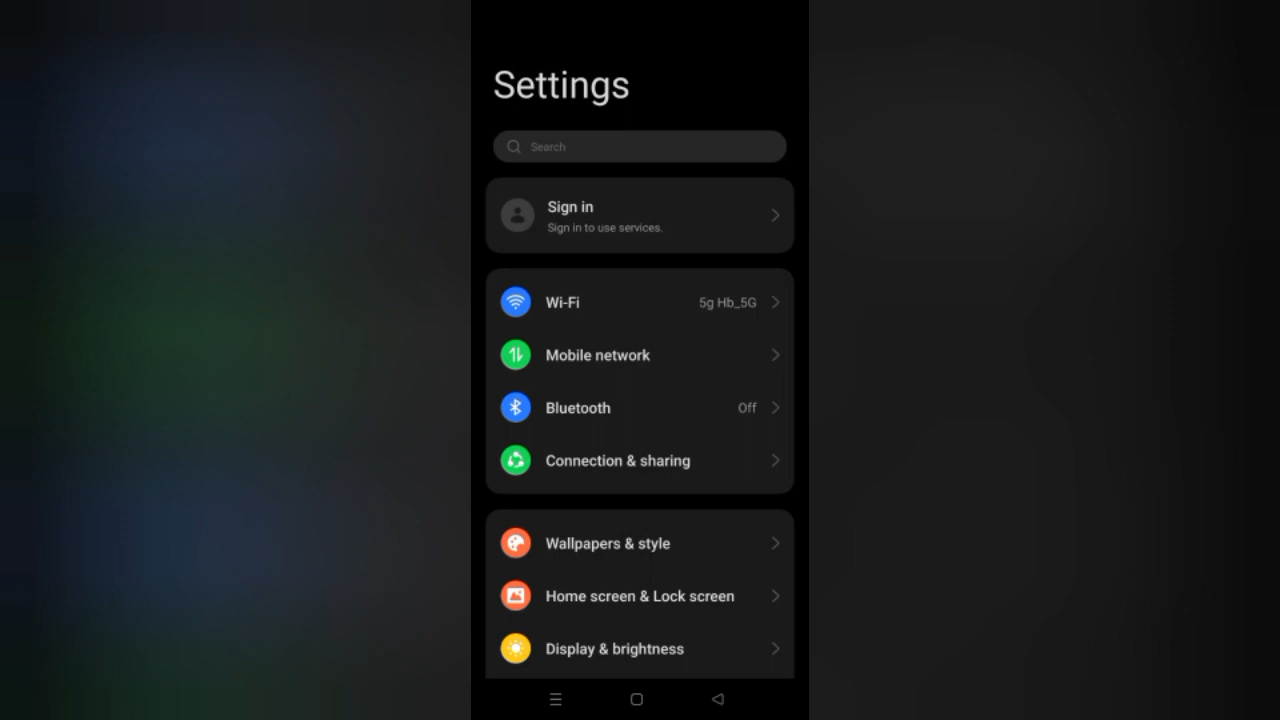 Settings
Search
Sign in
Sign in to use services.
Wi-Fi 5g Hb_5G
Mobile network
Bluetooth Off
Connection & sharing
Wallpapers & style
Home screen & Lock screen
Display & brightness